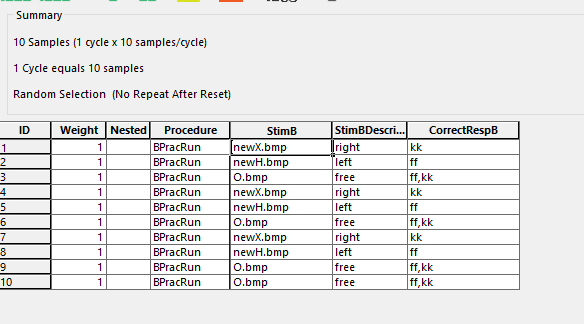 Summary
10 Samples (1 cycle x 10 samples/cycle)
1 Cycle equals 10 samples
Random Selection (No Repeat After Reset)
ID Weight Nested Procedure StimB StimBDescri... CorrectRespB
1 1 BPracRun newX.bmp right kk
2 1 BPracRun newH.bmp left ff
3 1 BPracRun O.bmp free ff,kk
4 1 BPracRun newX.bmp right kk
5 1 BPracRun newH.bmp left ff
6 1 BPracRun O.bmp free ff,kk
7 1 BPracRun newX.bmp right kk
8 1 BPracRun newH.bmp left ff
9 1 BPracRun O.bmp free ff,kk
10 1 BPracRun O.bmp free ff,kk